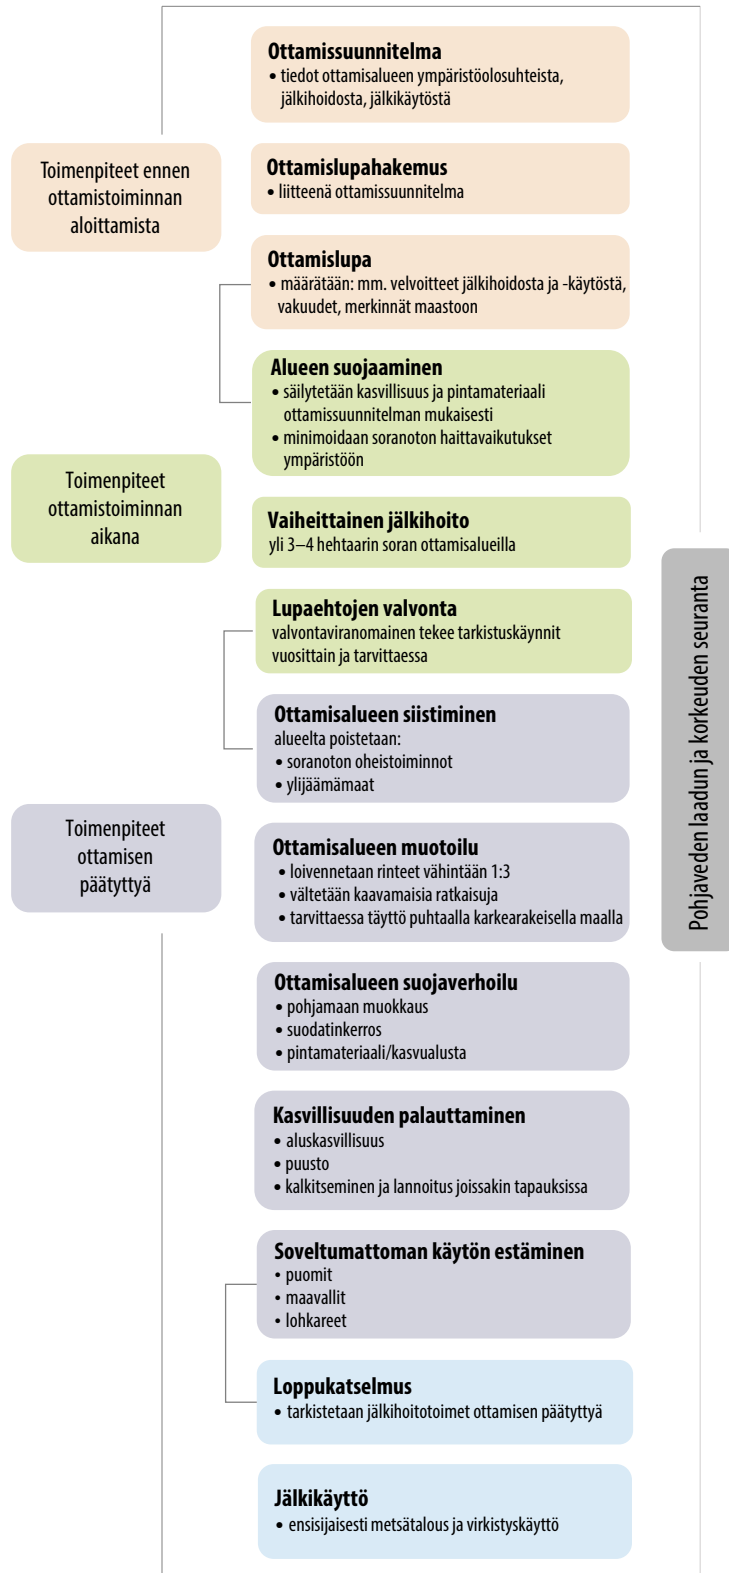 Ottamissuunnitelma
• tiedot ottamisalueen ympäristöolosuhteista,
jälkihoidosta, jälkikäytöstä
Toimenpiteet ennen
ottamistoiminnan
aloittamista
Ottamislupahakemus
• liitteenä ottamissuunnitelma
Ottamislupa
• määrätään: mm. velvoitteet jälkihoidosta ja -käytöstä,
vakuudet, merkinnät maastoon
Alueen suojaaminen
• säilytetään kasvillisuus ja pintamateriaali
ottamissuunnitelman mukaisesti
• minimoidaan soranoton haittavaikutukset
ympäristöön
Toimenpiteet
ottamistoiminnan
aikana
Vaiheittainen jälkihoito
yli 3–4 hehtaarin soran ottamisalueilla
Lupaehtojen valvonta
valvontaviranomainen tekee tarkistuskäynnit
vuosittain ja tarvittaessa
Ottamisalueen siistiminen
alueelta poistetaan:
• soranoton oheistoiminnot
• ylijäämämaat
Toimenpiteet
ottamisen
päätyttyä
Ottamisalueen muotoilu
• loivennetaan rinteet vähintään 1:3
• vältetään kaavamaisia ratkaisuja
• tarvittaessa täyttö puhtaalla karkearakeisella maalla
Ottamisalueen suojaverhoilu
• pohjamaan muokkaus
• suodatinkerros
• pintamateriaali/kasvualusta
Kasvillisuuden palauttaminen
• aluskasvillisuus
• puusto
• kalkitseminen ja lannoitus joissakin tapauksissa
Soveltumattoman käytön estäminen
• puomit
• maavallit
• lohkareet
Loppukatselmus
• tarkistetaan jälkihoitotoimet ottamisen päätyttyä
Jälkikäyttö
• ensisijaisesti metsätalous ja virkistyskäyttö
Pohjaveden laadun ja korkeuden seuranta